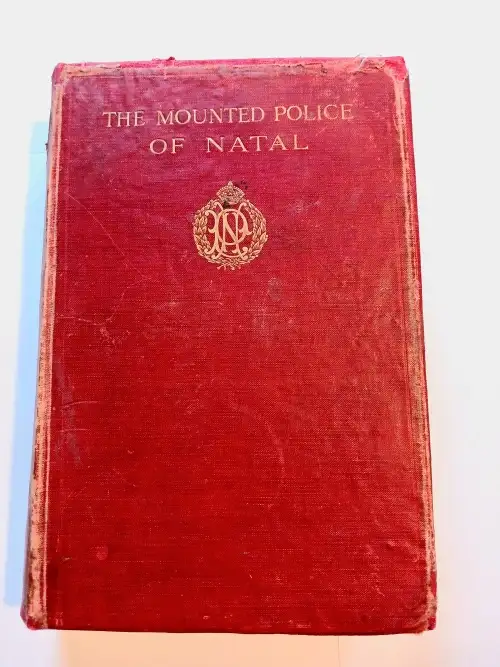 THE MOUNTED POLICE
OF NATAL